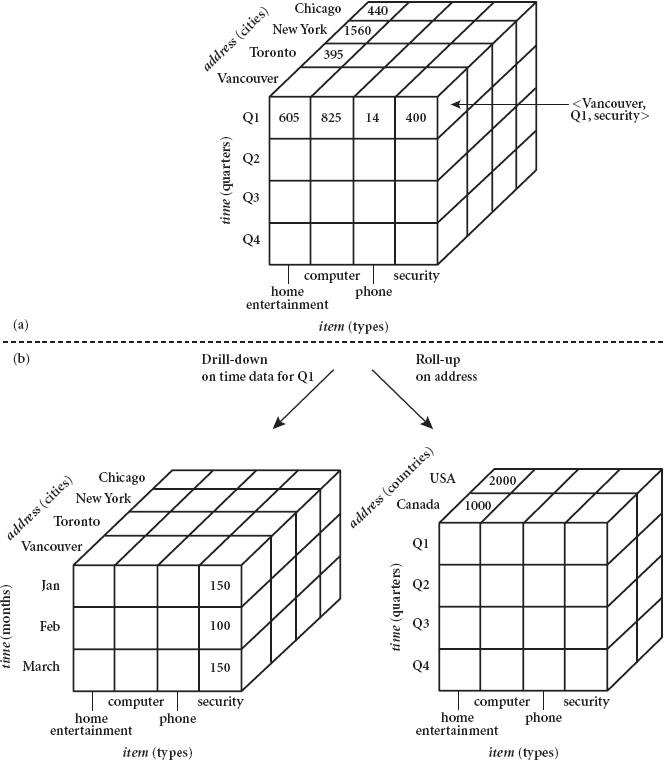 Chicago 440
New York 1560
Toronto 395
Vancouver
address (cities)
<Vancouver,
Q1, security>
Q1 605 825 14 400
Q2
Q3
Q4
time (quarters)
computer security
home phone
entertainment
(a)
item (types)
(b)
Drill-down
on time data for Q1
Roll-up
on address
Chicago
New York
Toronto
Vancouver
address (cities)
Jan 150
Feb 100
March 150
time (months)
computer security
home phone
entertainment
item (types)
USA 2000
Canada 1000
address (countries)
Q1
Q2
Q3
Q4
time (quarters)
computer security
home phone
entertainment
item (types)